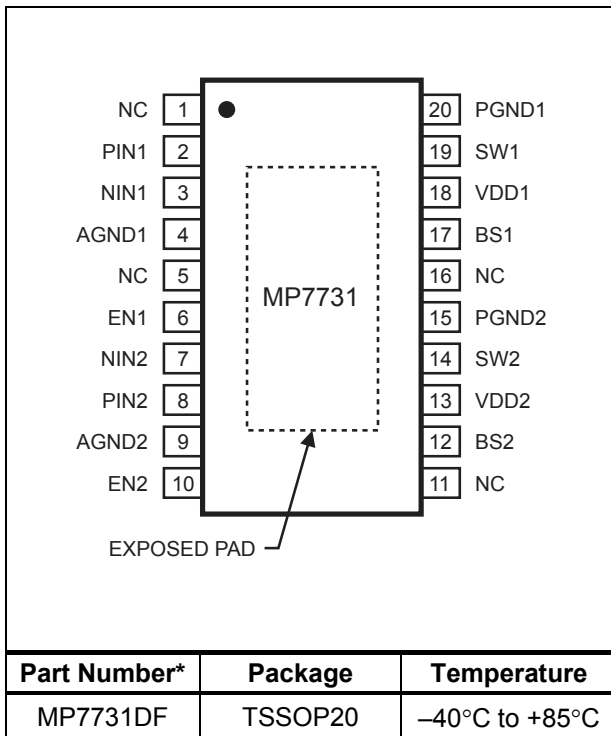 NC 1 20 PGND1
PIN1 2 19 SW1
NIN1 3 18 VDD1
AGND1 4 17 BS1
NC 5 16 NC
MP7731
EN1 6 15 PGND2
NIN2 7 14 SW2
PIN2 8 13 VDD2
AGND2 9 12 BS2
EN2 10 11 NC
EXPOSED PAD
Part Number* Package Temperature
MP7731DF TSSOP20 –40°C to +85°C